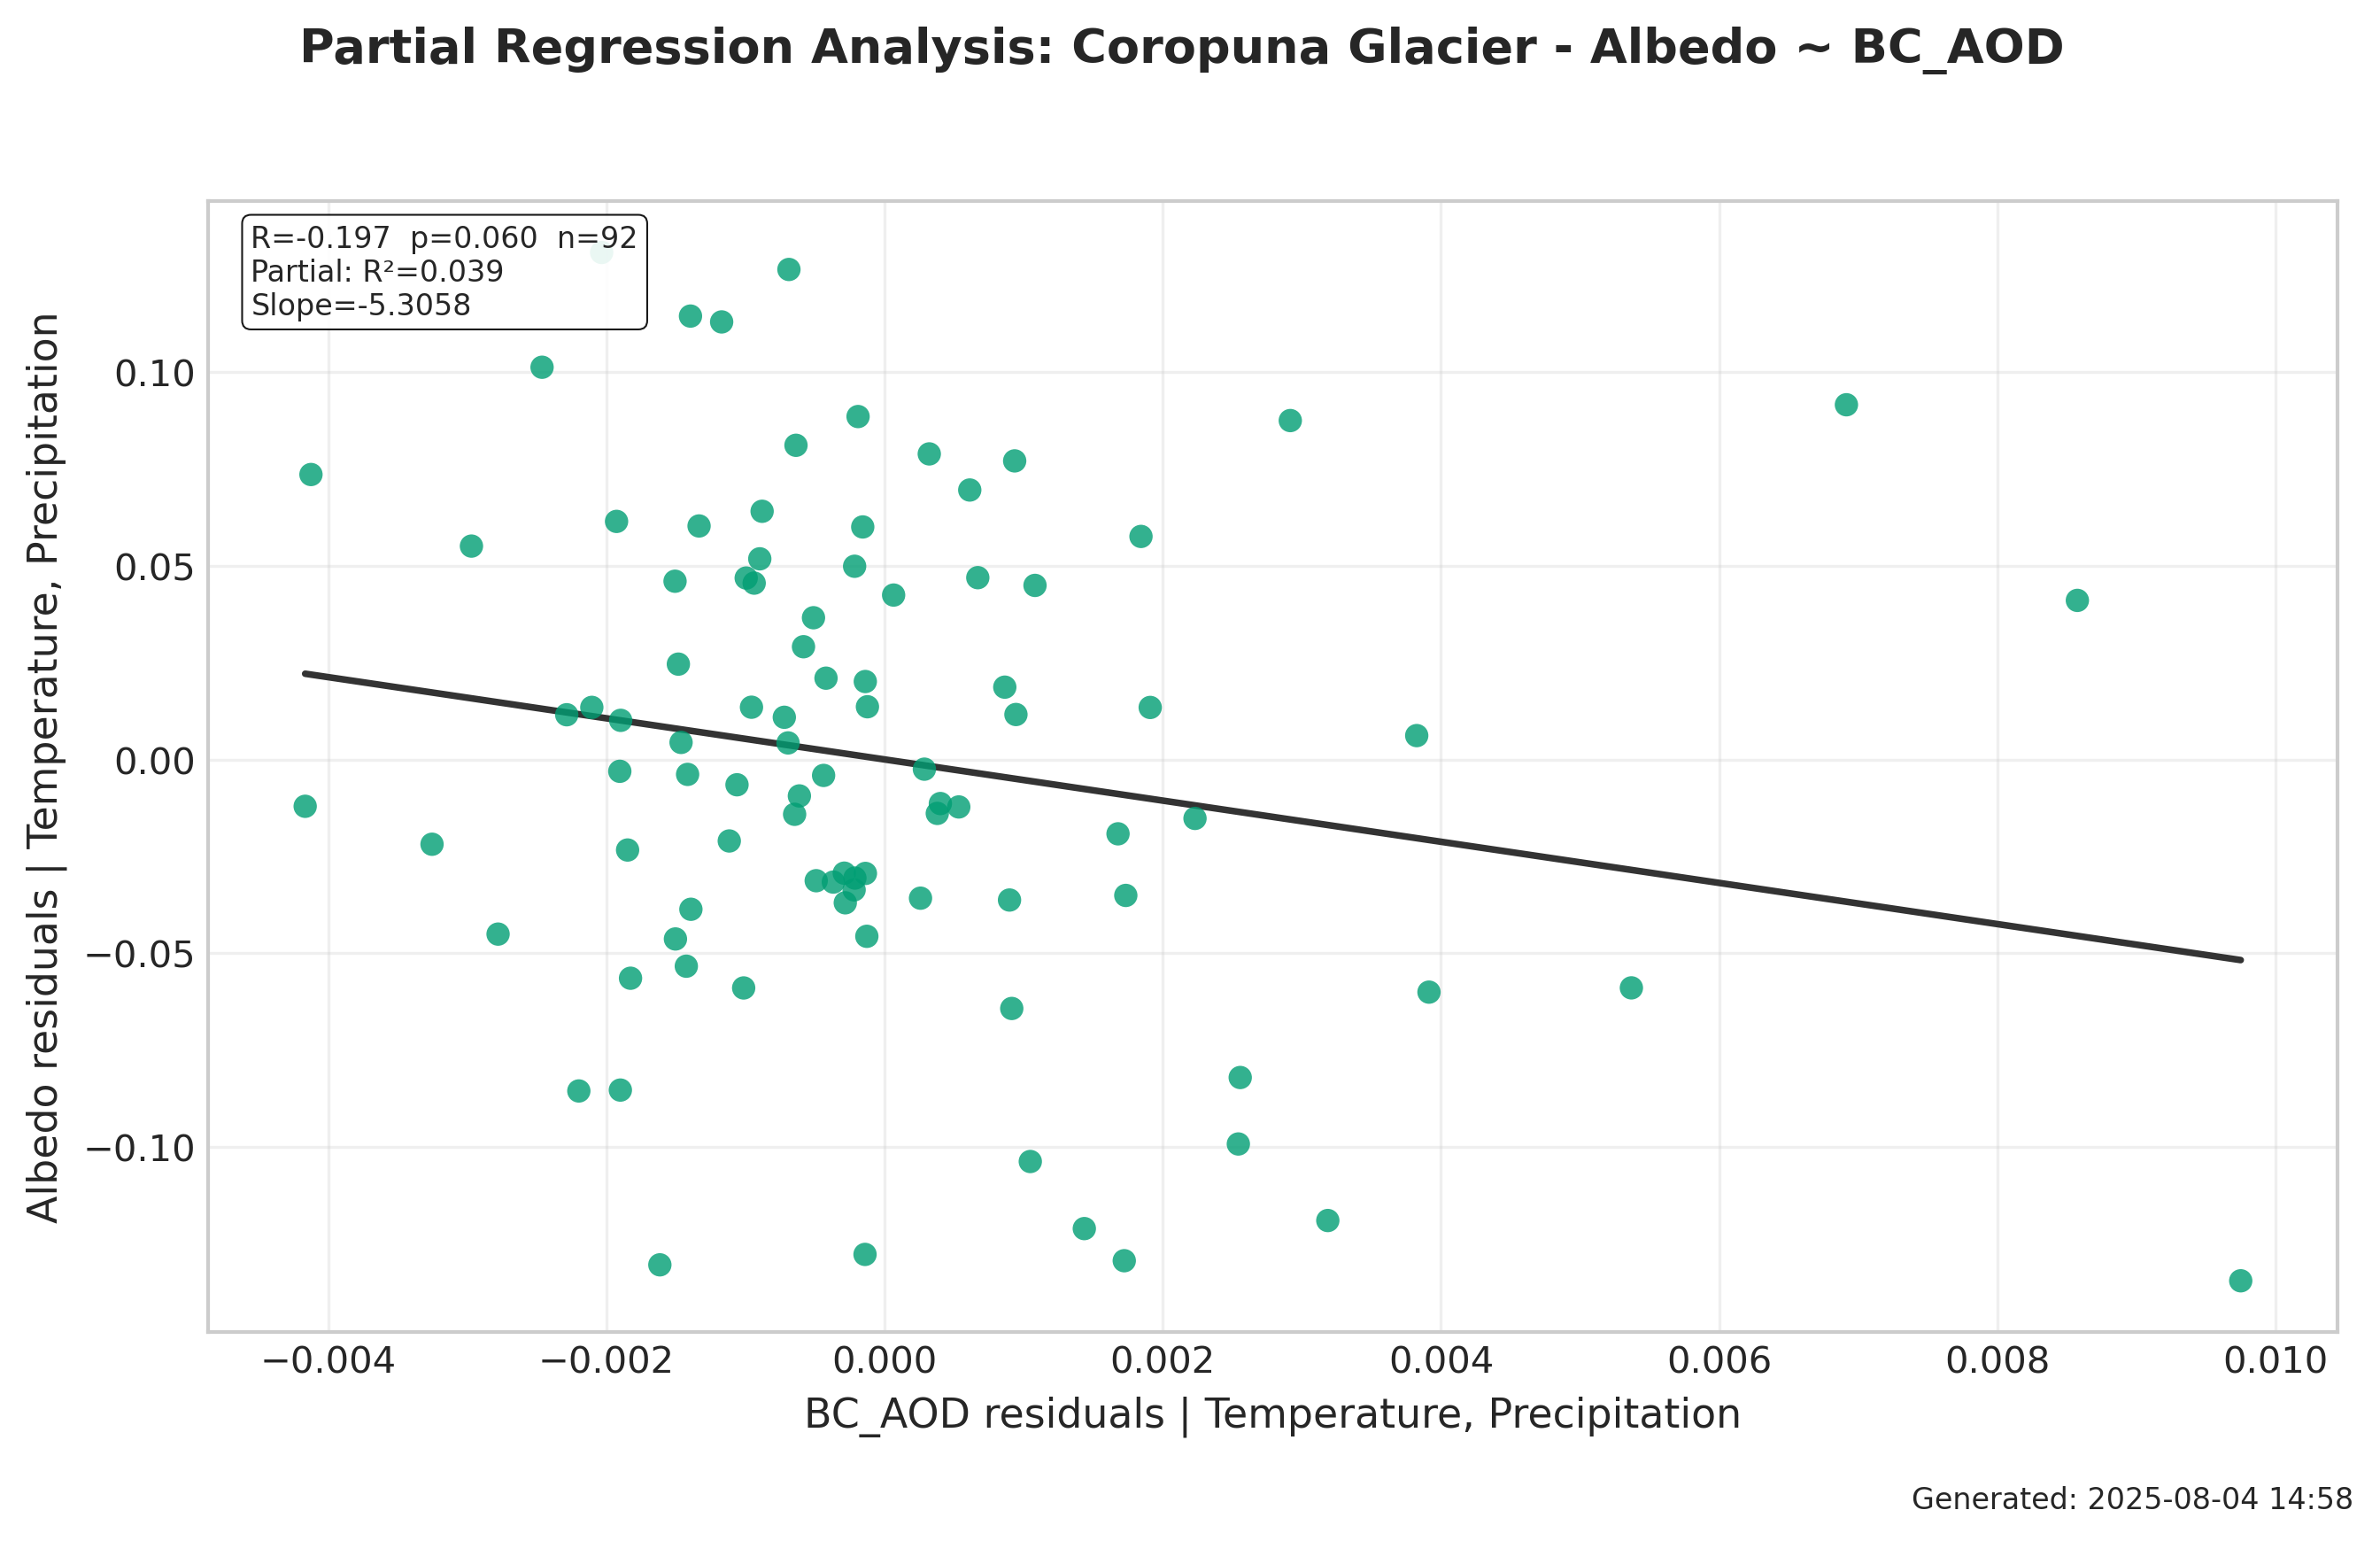 Partial Regression Analysis: Coropuna Glacier - Albedo ~ BC_AOD
R=-0.197  p=0.060  n=92
Partial: R²=0.039
Slope=-5.3058
Albedo residuals | Temperature, Precipitation
0.10
0.05
0.00
−0.05
−0.10
−0.004
−0.002
0.000
0.002
0.004
0.006
0.008
0.010
BC_AOD residuals | Temperature, Precipitation
Generated: 2025-08-04 14:58